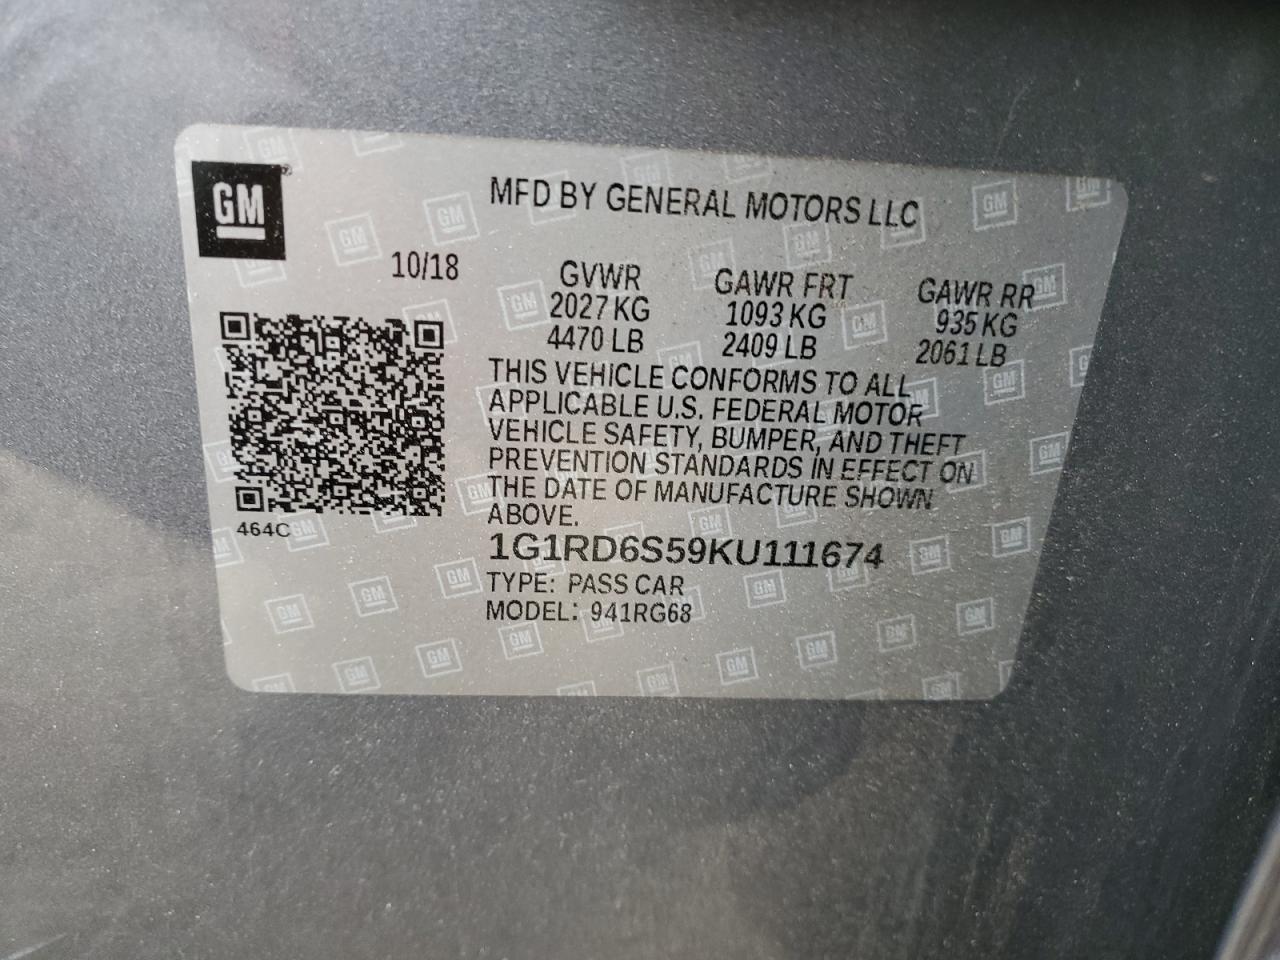 GM
MFD BY GENERAL MOTORS LLC
10/18
GVWR GAWR FRT GAWR RR
2027 KG 1093 KG 935 KG
4470 LB 2409 LB 2061 LB
THIS VEHICLE CONFORMS TO ALL
APPLICABLE U.S. FEDERAL MOTOR
VEHICLE SAFETY, BUMPER, AND THEFT
PREVENTION STANDARDS IN EFFECT ON
THE DATE OF MANUFACTURE SHOWN
ABOVE.
464C
1G1RD6S59KU111674
TYPE: PASS CAR
MODEL: 941RG68